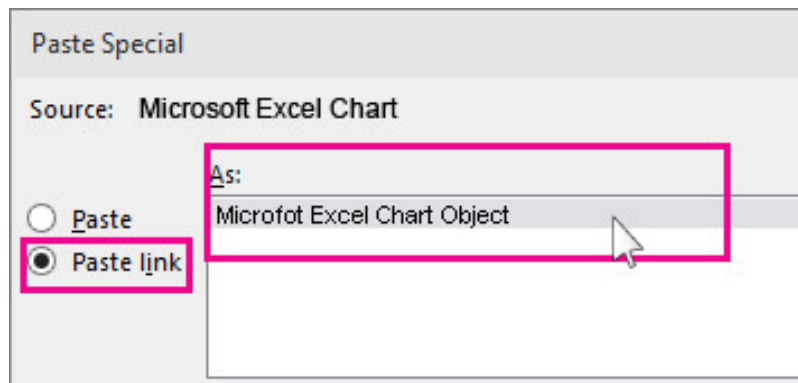 Paste Special
Source: Microsoft Excel Chart
As:
Microfot Excel Chart Object
Paste
Paste link